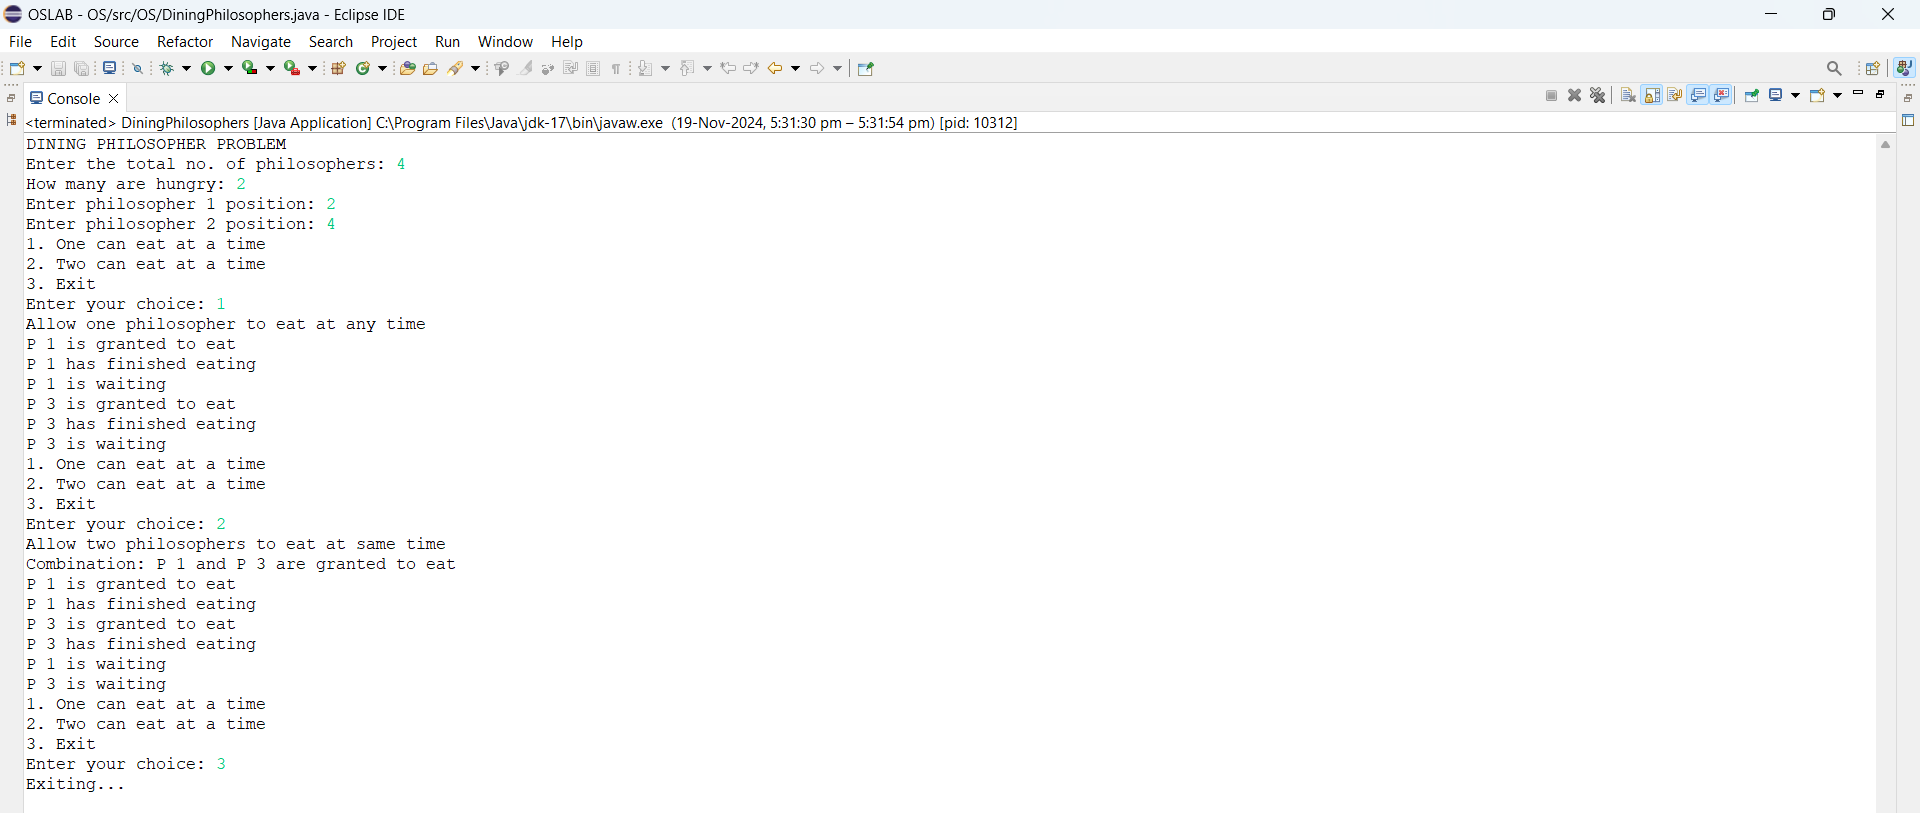 OSLAB - OS/src/OS/DiningPhilosophers.java - Eclipse IDE
File Edit Source Refactor Navigate Search Project Run Window Help
Console
<terminated> DiningPhilosophers [Java Application] C:\Program Files\Java\jdk-17\bin\javaw.exe (19-Nov-2024, 5:31:30 pm – 5:31:54 pm) [pid: 10312]
DINING PHILOSOPHER PROBLEM
Enter the total no. of philosophers: 4
How many are hungry: 2
Enter philosopher 1 position: 2
Enter philosopher 2 position: 4
1. One can eat at a time
2. Two can eat at a time
3. Exit
Enter your choice: 1
Allow one philosopher to eat at any time
P 1 is granted to eat
P 1 has finished eating
P 1 is waiting
P 3 is granted to eat
P 3 has finished eating
P 3 is waiting
1. One can eat at a time
2. Two can eat at a time
3. Exit
Enter your choice: 2
Allow two philosophers to eat at same time
Combination: P 1 and P 3 are granted to eat
P 1 is granted to eat
P 1 has finished eating
P 3 is granted to eat
P 3 has finished eating
P 1 is waiting
P 3 is waiting
1. One can eat at a time
2. Two can eat at a time
3. Exit
Enter your choice: 3
Exiting...